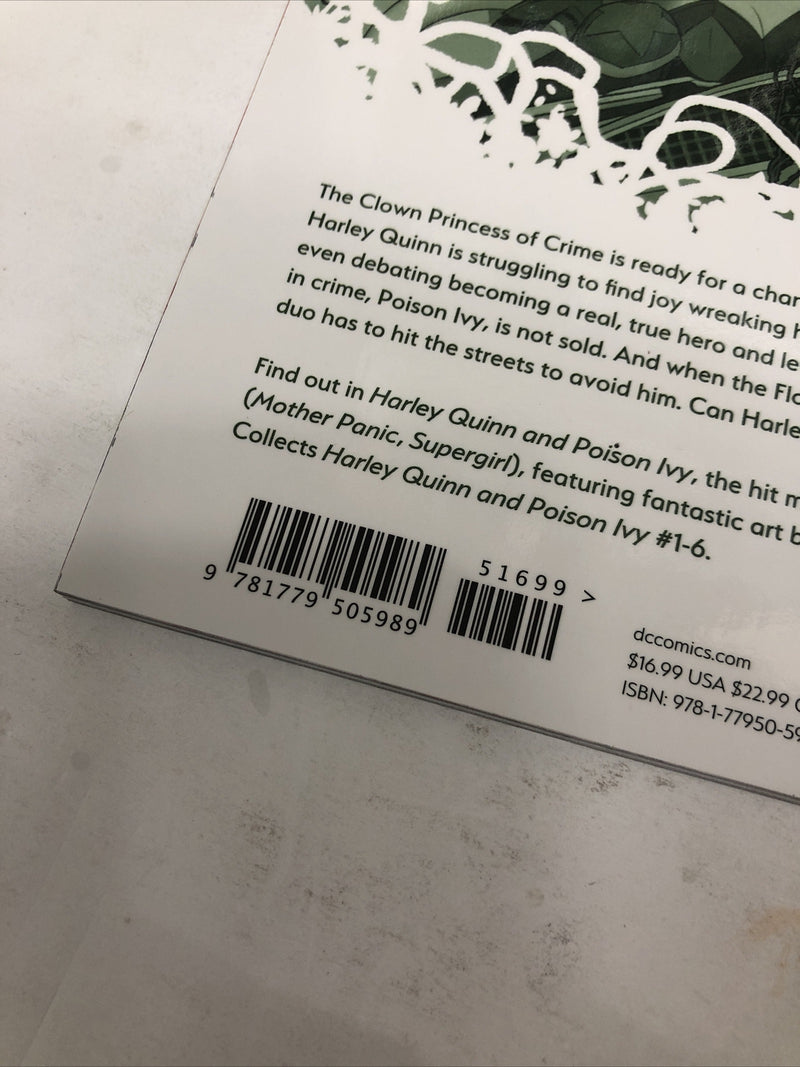 The Clown Princess of Crime is ready for a
Harley Quinn is struggling to find joy wreaking
even debating becoming a real, true hero and
in crime, Poison Ivy, is not sold. And when the
duo has to hit the streets to avoid him. Can
Find out in Harley Quinn and Poison Ivy, the hit
(Mother Panic, Supergirl), featuring fantastic art
Collects Harley Quinn and Poison Ivy #1-6.
51699 >
9 781779 505989
dccomics.com
$16.99 USA $22.99
ISBN: 978-1-77950-59